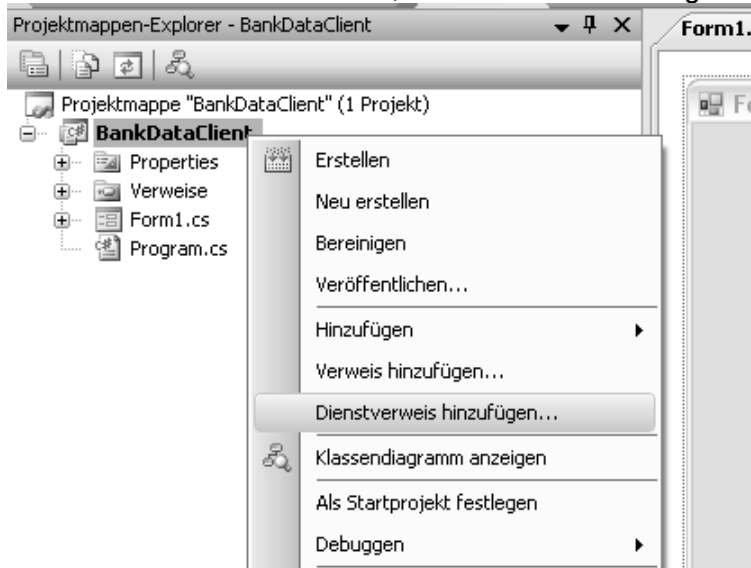 Projektmappen-Explorer - BankDataClient
Form1.
Projektmappe "BankDataClient" (1 Projekt)
BankDataClient
Properties
Verweise
Form1.cs
Program.cs
Erstellen
Neu erstellen
Bereinigen
Veröffentlichen...
Hinzufügen
Verweis hinzufügen...
Dienstverweis hinzufügen...
Klassendiagramm anzeigen
Als Startprojekt festlegen
Debuggen